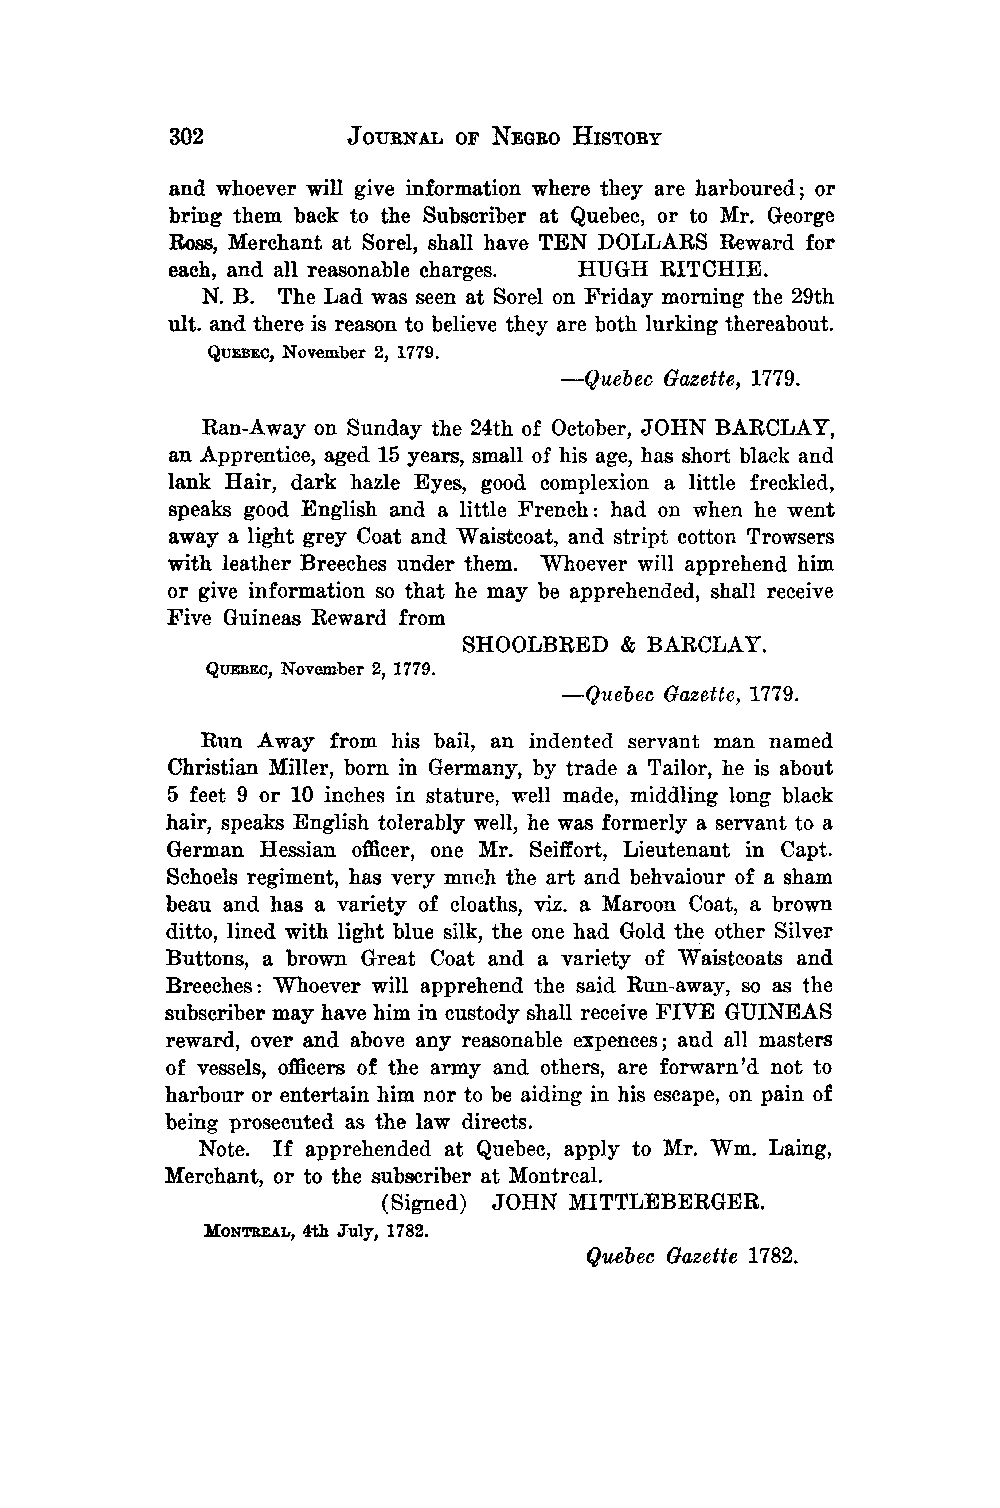 302 JOURNAL OF NEGRO HISTORY
and whoever will give information where they are harboured; or
bring them back to the Subscriber at Quebec, or to Mr. George
Ross, Merchant at Sorel, shall have TEN DOLLARS Reward for
each, and all reasonable charges. HUGH RITCHIE.
N. B. The Lad was seen at Sorel on Friday morning the 29th
ult. and there is reason to believe they are both lurking thereabout.
QUEBEC, November 2, 1779.
—Quebec Gazette, 1779.
Ran-Away on Sunday the 24th of October, JOHN BARCLAY,
an Apprentice, aged 15 years, small of his age, has short black and
lank Hair, dark hazle Eyes, good complexion a little freckled,
speaks good English and a little French: had on when he went
away a light grey Coat and Waistcoat, and stript cotton Trowsers
with leather Breeches under them. Whoever will apprehend him
or give information so that he may be apprehended, shall receive
Five Guineas Reward from
SHOOLBRED & BARCLAY.
QUEBEC, November 2, 1779.
—Quebec Gazette, 1779.
Run Away from his bail, an indented servant man named
Christian Miller, born in Germany, by trade a Tailor, he is about
5 feet 9 or 10 inches in stature, well made, middling long black
hair, speaks English tolerably well, he was formerly a servant to a
German Hessian officer, one Mr. Seiffort, Lieutenant in Capt.
Schoels regiment, has very much the art and behvaiour of a sham
beau and has a variety of cloaths, viz. a Maroon Coat, a brown
ditto, lined with light blue silk, the one had Gold the other Silver
Buttons, a brown Great Coat and a variety of Waistcoats and
Breeches: Whoever will apprehend the said Run-away, so as the
subscriber may have him in custody shall receive FIVE GUINEAS
reward, over and above any reasonable expences; and all masters
of vessels, officers of the army and others, are forwarn'd not to
harbour or entertain him nor to be aiding in his escape, on pain of
being prosecuted as the law directs.
Note. If apprehended at Quebec, apply to Mr. Wm. Laing,
Merchant, or to the subscriber at Montreal.
(Signed) JOHN MITTLEBERGER.
MONTREAL, 4th July, 1782.
Quebec Gazette 1782.